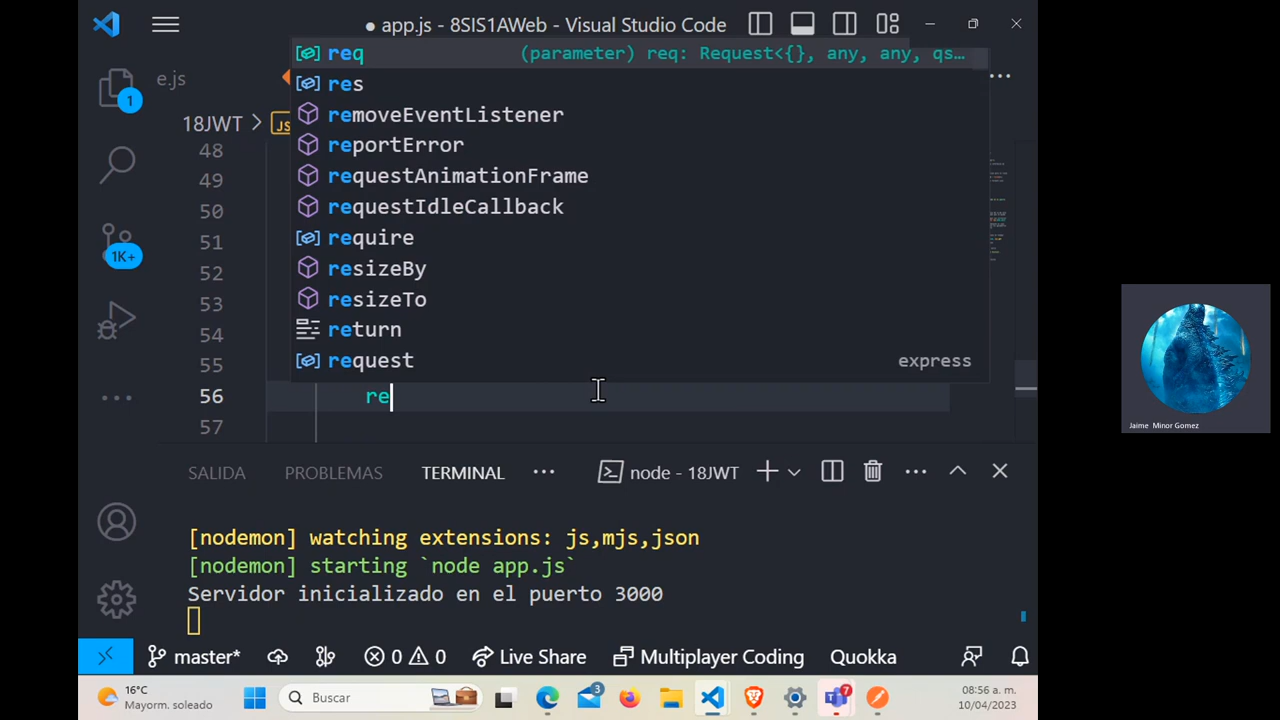 ● app.js - 8SIS1AWeb - Visual Studio Code
req (parameter) req: Request<{}, any, any, qs…
e.js
res
18JWT > JS
removeEventListener
48
reportError
49
requestAnimationFrame
50
requestIdleCallback
51
require
52
resizeBy
53
resizeTo
54
return
55
request express
56 re
57
1
1K+
SALIDA PROBLEMAS TERMINAL ··· node - 18JWT
[nodemon] watching extensions: js,mjs,json
[nodemon] starting `node app.js`
Servidor inicializado en el puerto 3000
master* 0 0 Live Share Multiplayer Coding Quokka
16°C
Mayorm. soleado
Buscar
3
7
08:56 a. m.
10/04/2023
Jaime Minor Gomez